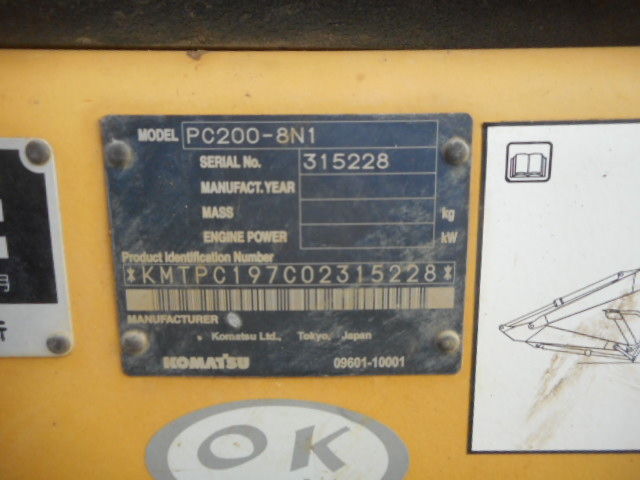 MODEL PC200-8N1
SERIAL No. 315228
MANUFACT.YEAR
MASS kg
ENGINE POWER kW
Product Identification Number
*KMTPC197C02315228*
MANUFACTURER
Komatsu Ltd., Tokyo, Japan
KOMATSU 09601-10001
OK